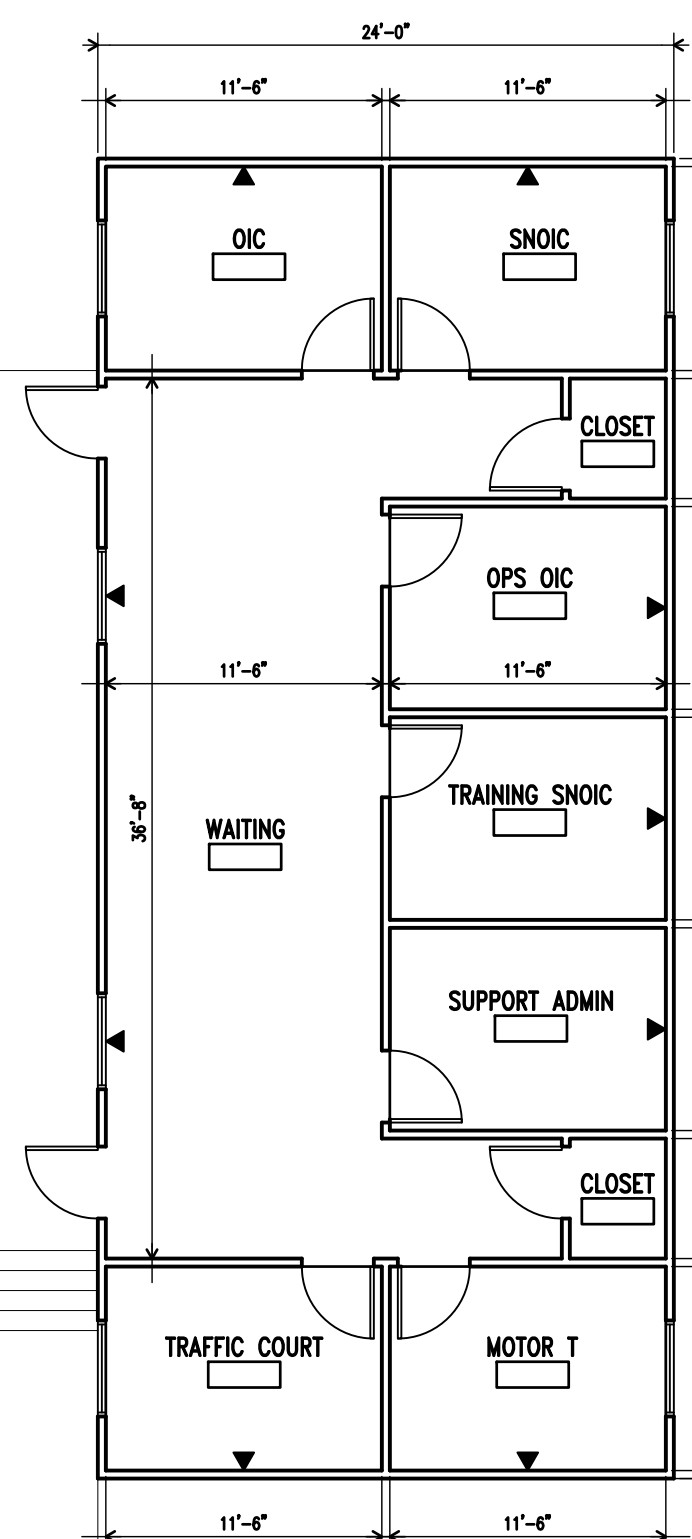 24'-0"
11'-6" 11'-6"
OIC SNOIC
CLOSET
OPS OIC
11'-6" 11'-6"
TRAINING SNOIC
36'-8"
WAITING
SUPPORT ADMIN
CLOSET
TRAFFIC COURT MOTOR T
11'-6" 11'-6"